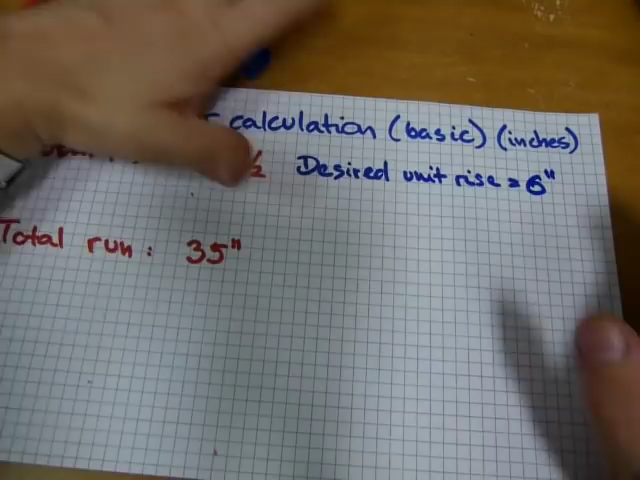 calculation (basic) (inches)
½ Desired unit rise = 6"
Total run: 35"